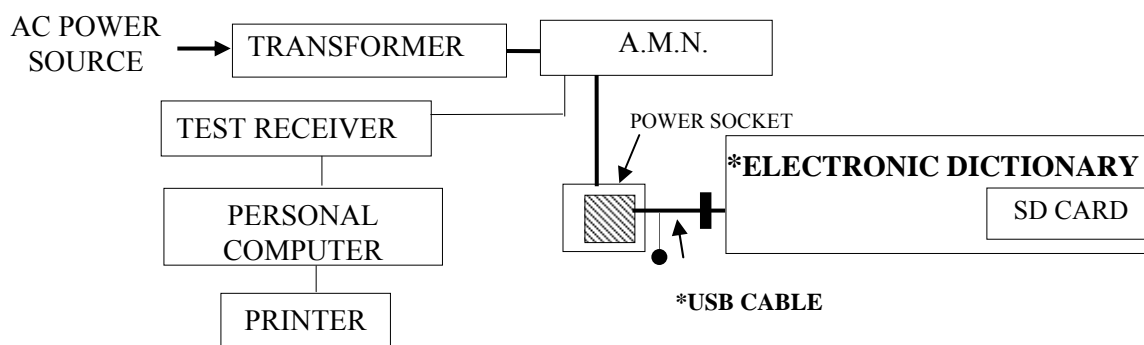 AC POWER
SOURCE
TRANSFORMER
A.M.N.
TEST RECEIVER
POWER SOCKET
*ELECTRONIC DICTIONARY
SD CARD
PERSONAL
COMPUTER
*USB CABLE
PRINTER